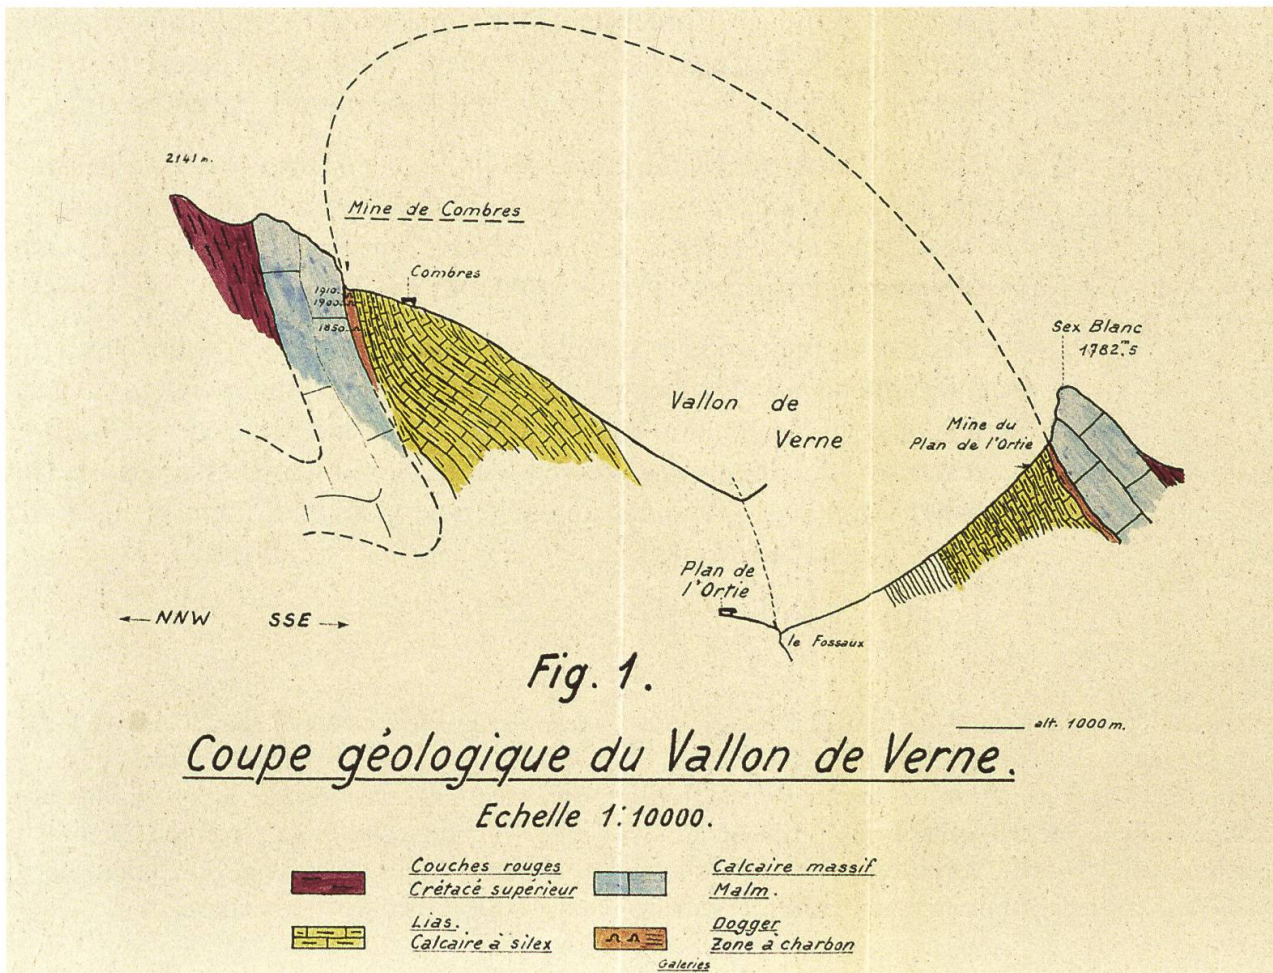 2141 m.
Mine de Combres
Combres
1910.
1900.
1850.
Sex Blanc
1782,ᵐ5
Vallon de
Verne
Mine du
Plan de l'Ortie
Plan de
l'Ortie
le Fossaux
← NNW SSE →
Fig. 1.
alt. 1000 m.
Coupe géologique du Vallon de Verne.
Echelle 1:10000.
Couches rouges
Crétacé supérieur
Calcaire massif
Malm.
Lias.
Calcaire à silex
Dogger
Zone à charbon
Galeries